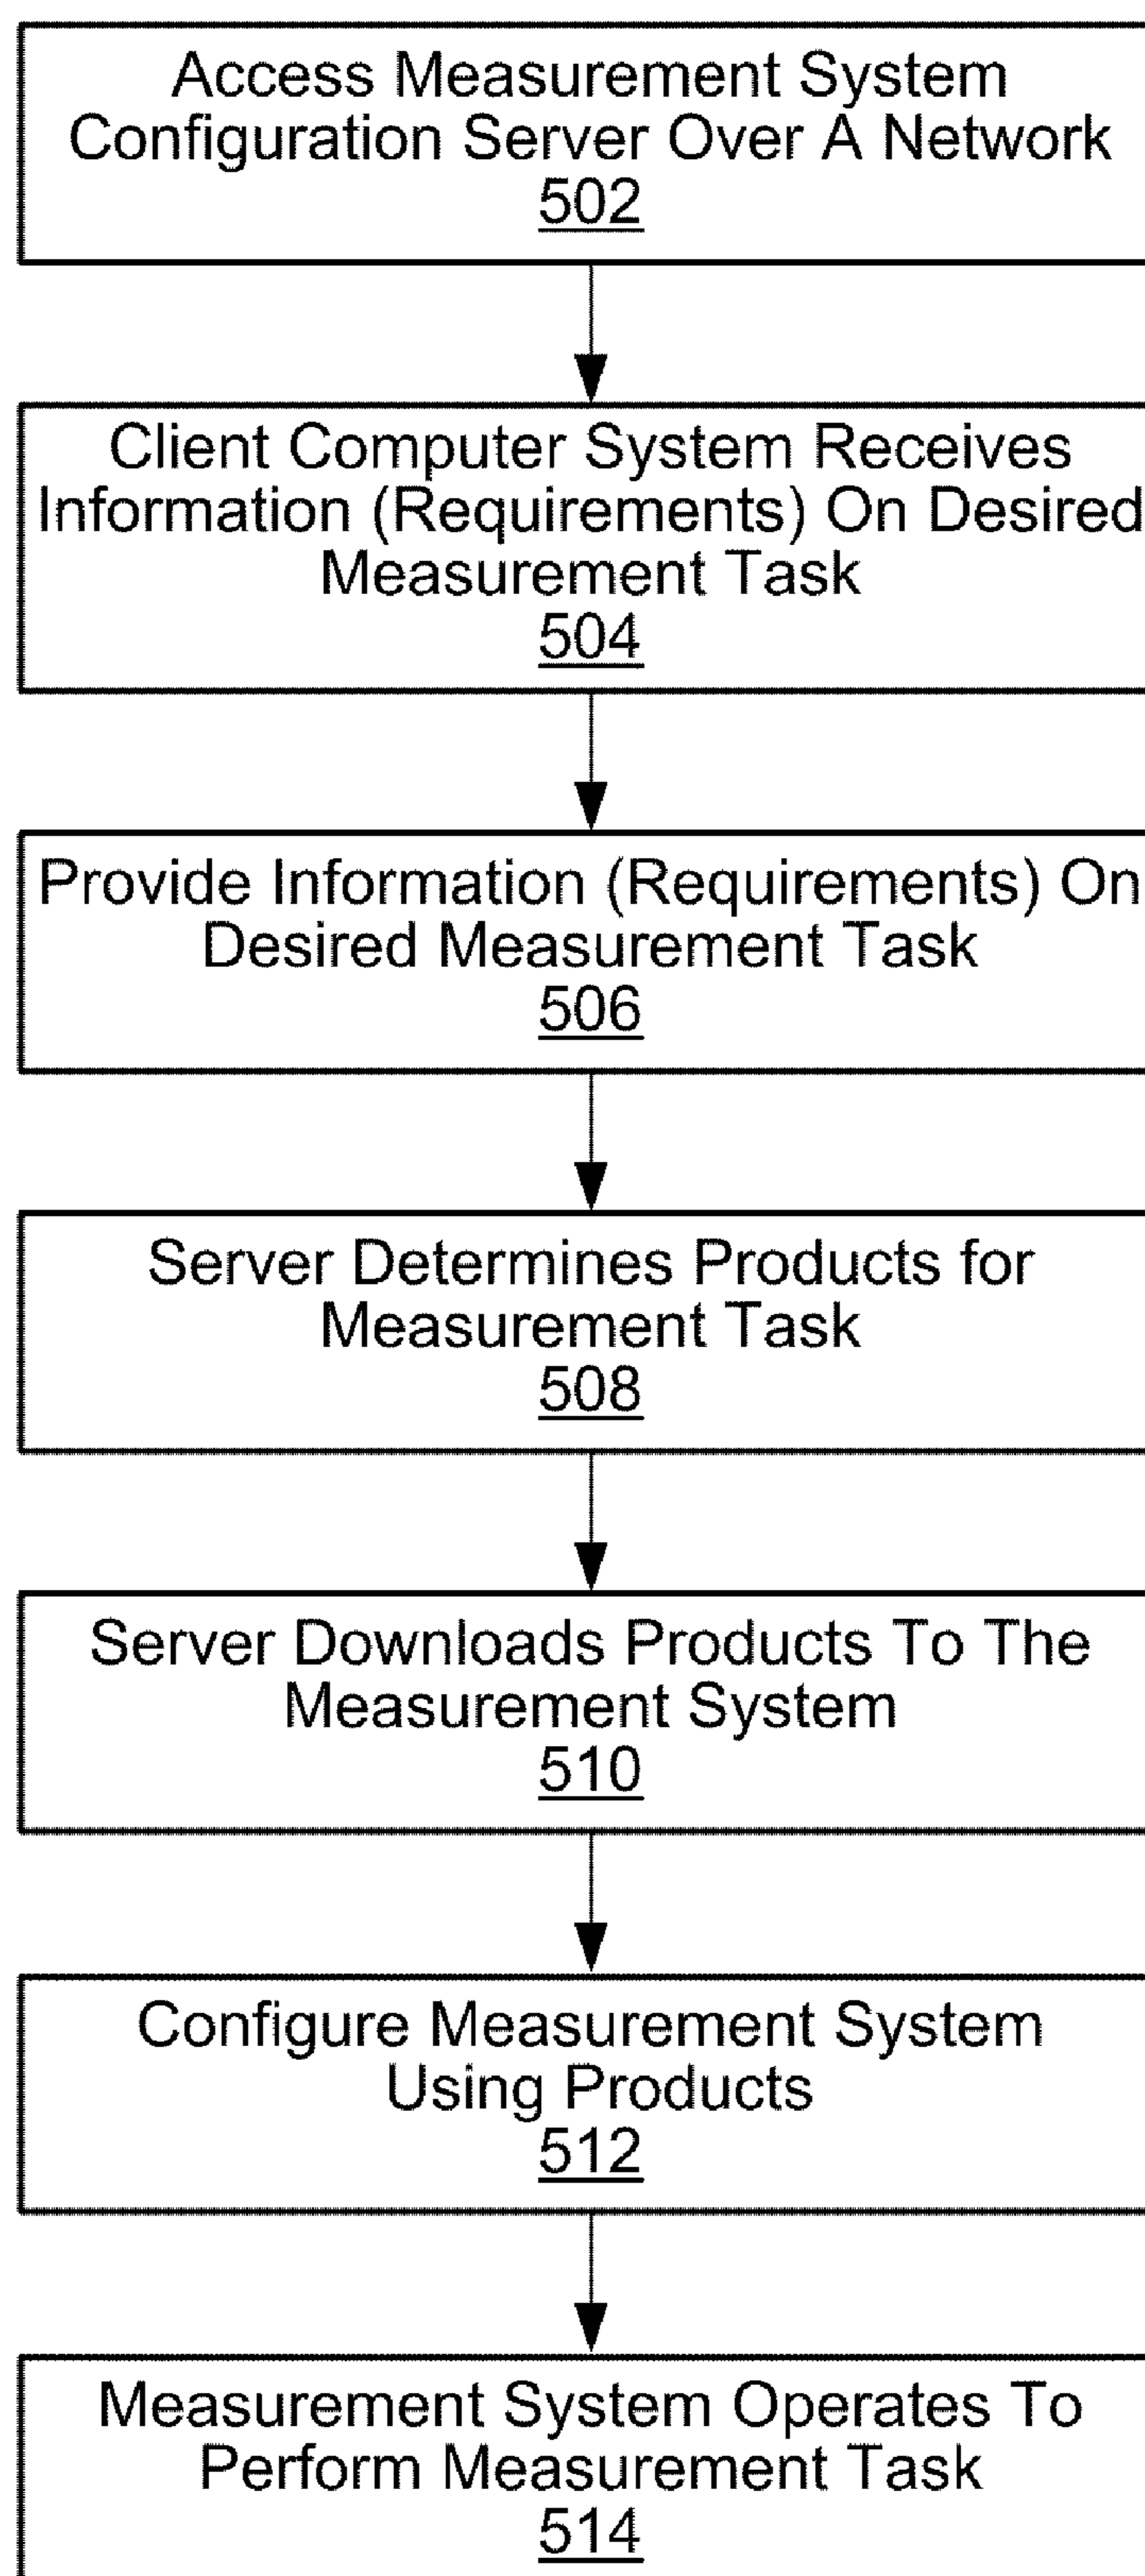 Access Measurement System
Configuration Server Over A Network
502
Client Computer System Receives
Information (Requirements) On Desired
Measurement Task
504
Provide Information (Requirements) On
Desired Measurement Task
506
Server Determines Products for
Measurement Task
508
Server Downloads Products To The
Measurement System
510
Configure Measurement System
Using Products
512
Measurement System Operates To
Perform Measurement Task
514